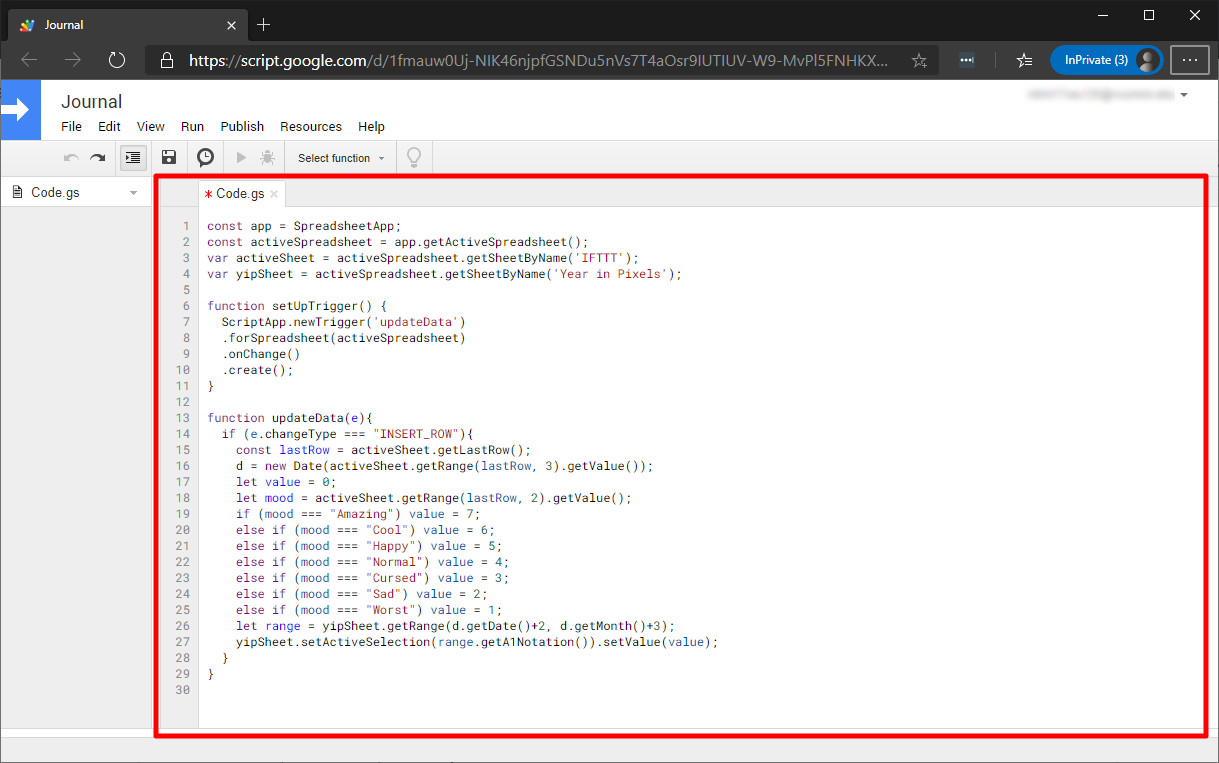 Journal
https://script.google.com/d/1fmauw0Uj-NIK46njpfGSNDu5nVs7T4aOsr9IUTIUV-W9-MvPl5FNHKX...
InPrivate (3)
Journal
File Edit View Run Publish Resources Help
Select function
Code.gs
* Code.gs
1 const app = SpreadsheetApp;
2 const activeSpreadsheet = app.getActiveSpreadsheet();
3 var activeSheet = activeSpreadsheet.getSheetByName('IFTTT');
4 var yipSheet = activeSpreadsheet.getSheetByName('Year in Pixels');
5
6 function setUpTrigger() {
7   ScriptApp.newTrigger('updateData')
8   .forSpreadsheet(activeSpreadsheet)
9   .onChange()
10   .create();
11 }
12
13 function updateData(e){
14   if (e.changeType === "INSERT_ROW"){
15     const lastRow = activeSheet.getLastRow();
16     d = new Date(activeSheet.getRange(lastRow, 3).getValue());
17     let value = 0;
18     let mood = activeSheet.getRange(lastRow, 2).getValue();
19     if (mood === "Amazing") value = 7;
20     else if (mood === "Cool") value = 6;
21     else if (mood === "Happy") value = 5;
22     else if (mood === "Normal") value = 4;
23     else if (mood === "Cursed") value = 3;
24     else if (mood === "Sad") value = 2;
25     else if (mood === "Worst") value = 1;
26     let range = yipSheet.getRange(d.getDate()+2, d.getMonth()+3);
27     yipSheet.setActiveSelection(range.getA1Notation()).setValue(value);
28   }
29 }
30